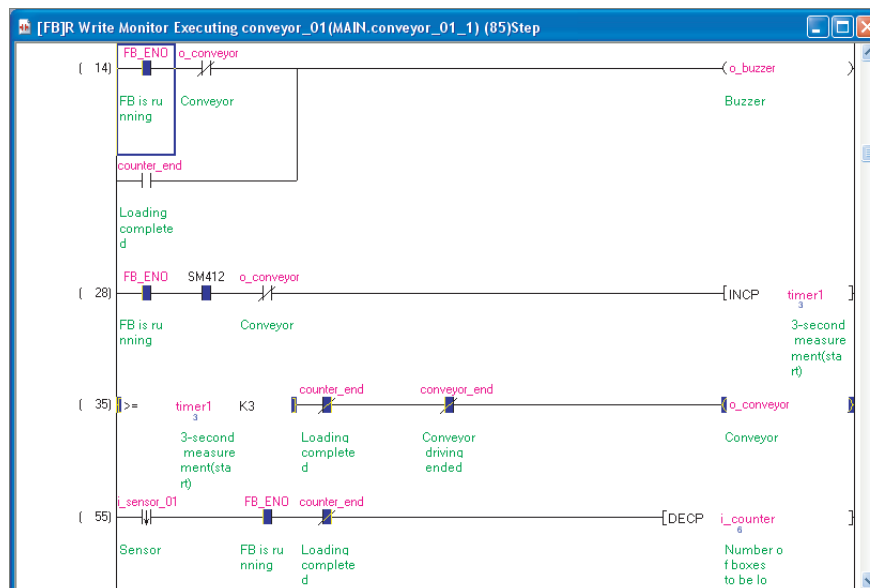 [FB]R Write Monitor Executing conveyor_01(MAIN.conveyor_01_1) (85)Step
FB_ENO o_conveyor
( 14) o_buzzer
FB is ru Conveyor Buzzer
nning
counter_end
Loading
complete
d
FB_ENO SM412 o_conveyor
( 28) INCP timer1
3
FB is ru Conveyor 3-second
nning measure
ment(sta
rt)
counter_end conveyor_end
( 35) >= timer1 K3 o_conveyor
3
3-second Loading Conveyor Conveyor
measure complete driving
ment(sta d ended
rt)
i_sensor_01 FB_ENO counter_end
( 55) DECP i_counter
6
Sensor FB is ru Loading Number o
nning complete f boxes
d to be lo